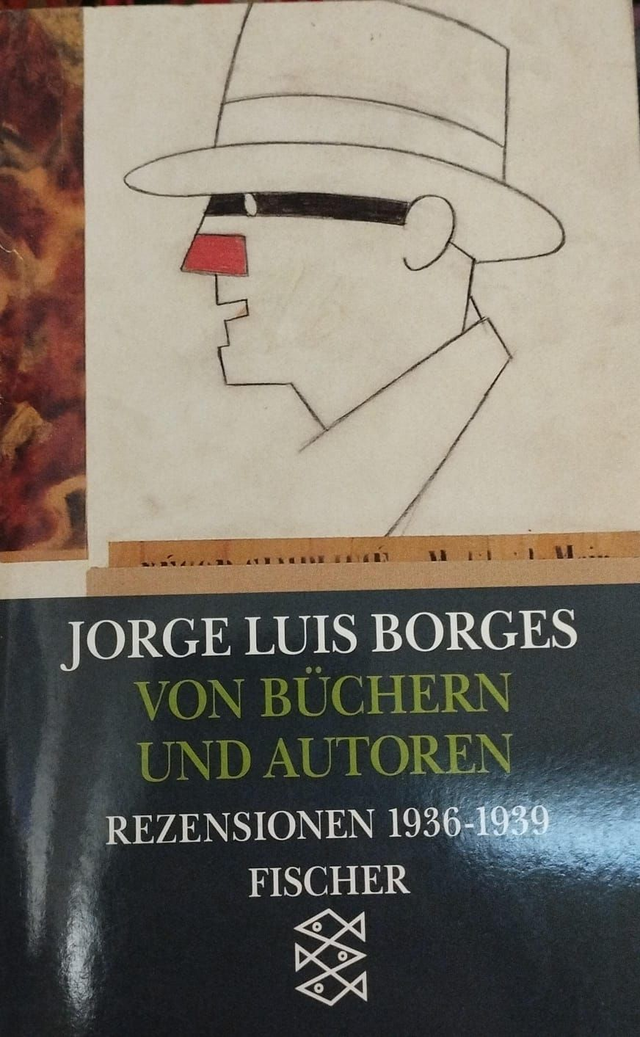 JORGE LUIS BORGES
VON BÜCHERN
UND AUTOREN
REZENSIONEN 1936-1939
FISCHER